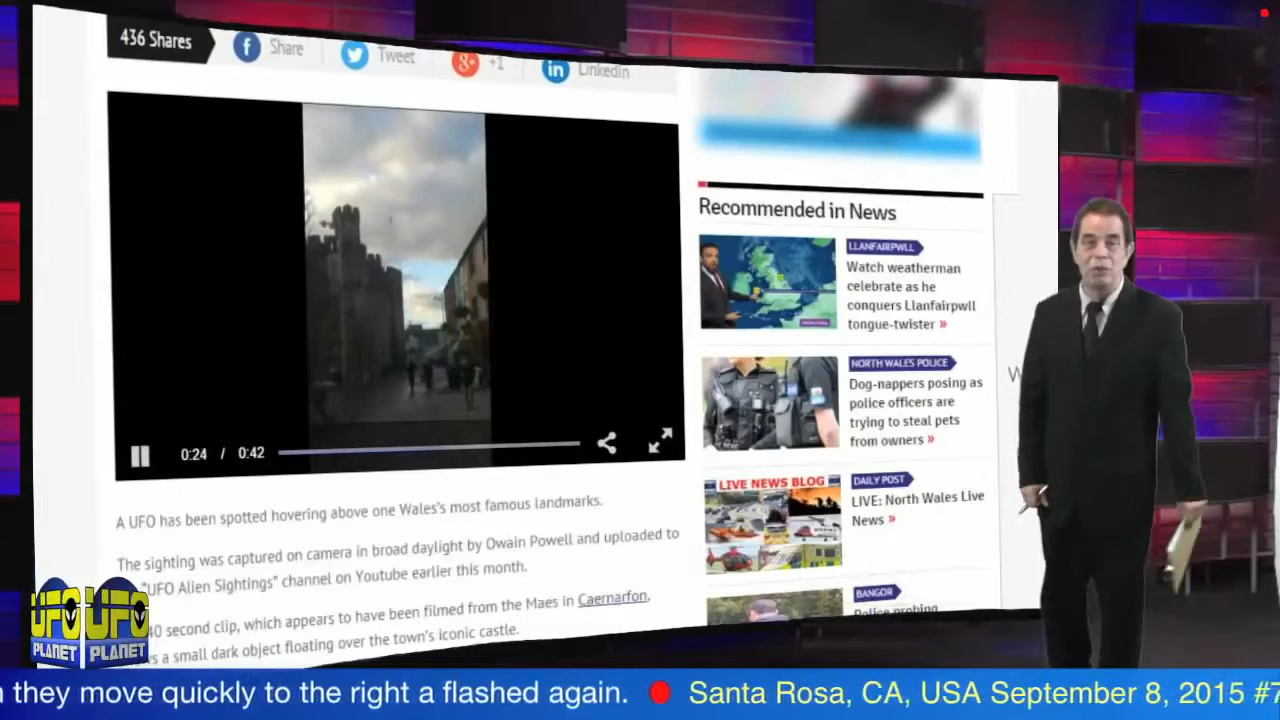 436 Shares
Share
Tweet
+1
LinkedIn
Recommended in News
LLANFAIRPWLL
Watch weatherman
celebrate as he
conquers Llanfairpwll
tongue-twister »
NORTH WALES POLICE
Dog-nappers posing as
police officers are
trying to steal pets
from owners »
LIVE NEWS BLOG
DAILY POST
LIVE: North Wales Live
News »
BANGOR
Police probing
0:24 / 0:42
A UFO has been spotted hovering above one Wales's most famous landmarks.
The sighting was captured on camera in broad daylight by Owain Powell and uploaded to
"UFO Alien Sightings" channel on Youtube earlier this month.
40 second clip, which appears to have been filmed from the Maes in Caernarfon,
a small dark object floating over the town's iconic castle.
UFO UFO
PLANET PLANET
they move quickly to the right a flashed again. Santa Rosa, CA, USA September 8, 2015 #7